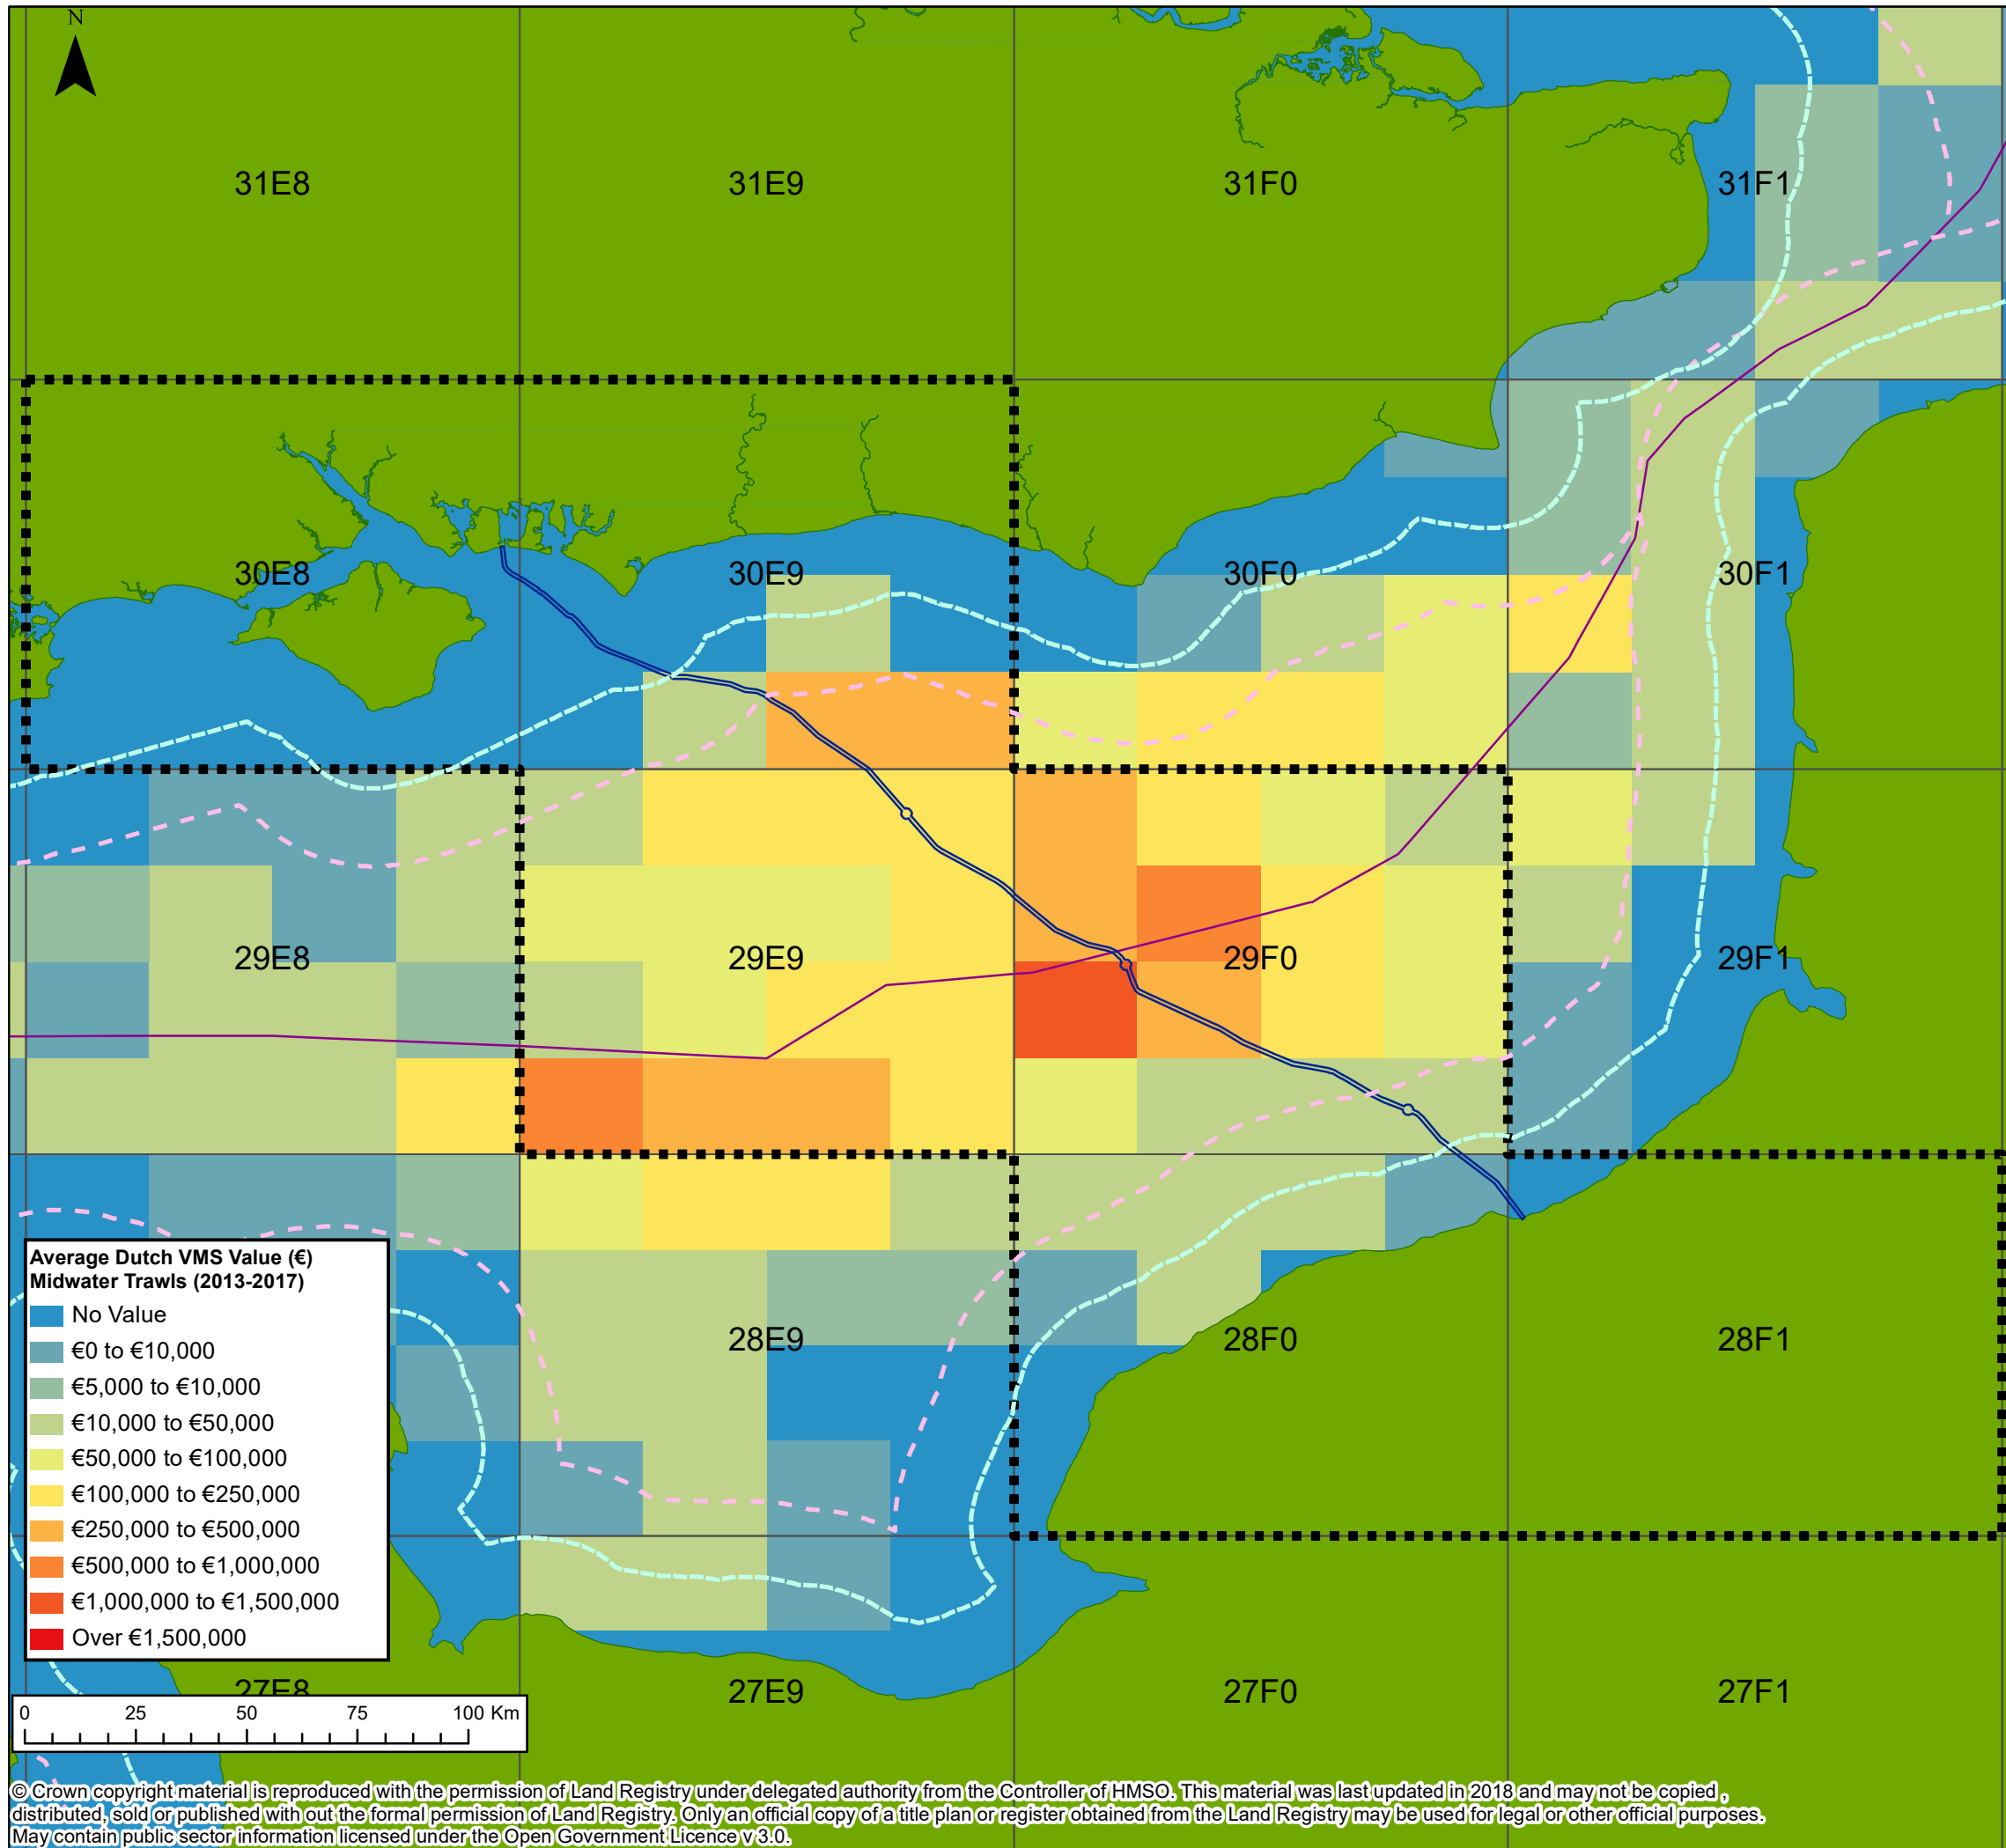 N
31E8
31E9
31F0
31F1
30E8
30E9
30F0
30F1
29E8
29E9
29F0
29F1
28E9
28F0
28F1
27E8
27E9
27F0
27F1
Average Dutch VMS Value (€)
Midwater Trawls (2013-2017)
No Value
€0 to €10,000
€5,000 to €10,000
€10,000 to €50,000
€50,000 to €100,000
€100,000 to €250,000
€250,000 to €500,000
€500,000 to €1,000,000
€1,000,000 to €1,500,000
Over €1,500,000
0 25 50 75 100 Km
© Crown copyright material is reproduced with the permission of Land Registry under delegated authority from the Controller of HMSO. This material was last updated in 2018 and may not be copied ,
distributed, sold or published with out the formal permission of Land Registry. Only an official copy of a title plan or register obtained from the Land Registry may be used for legal or other official purposes.
May contain public sector information licensed under the Open Government Licence v 3.0.